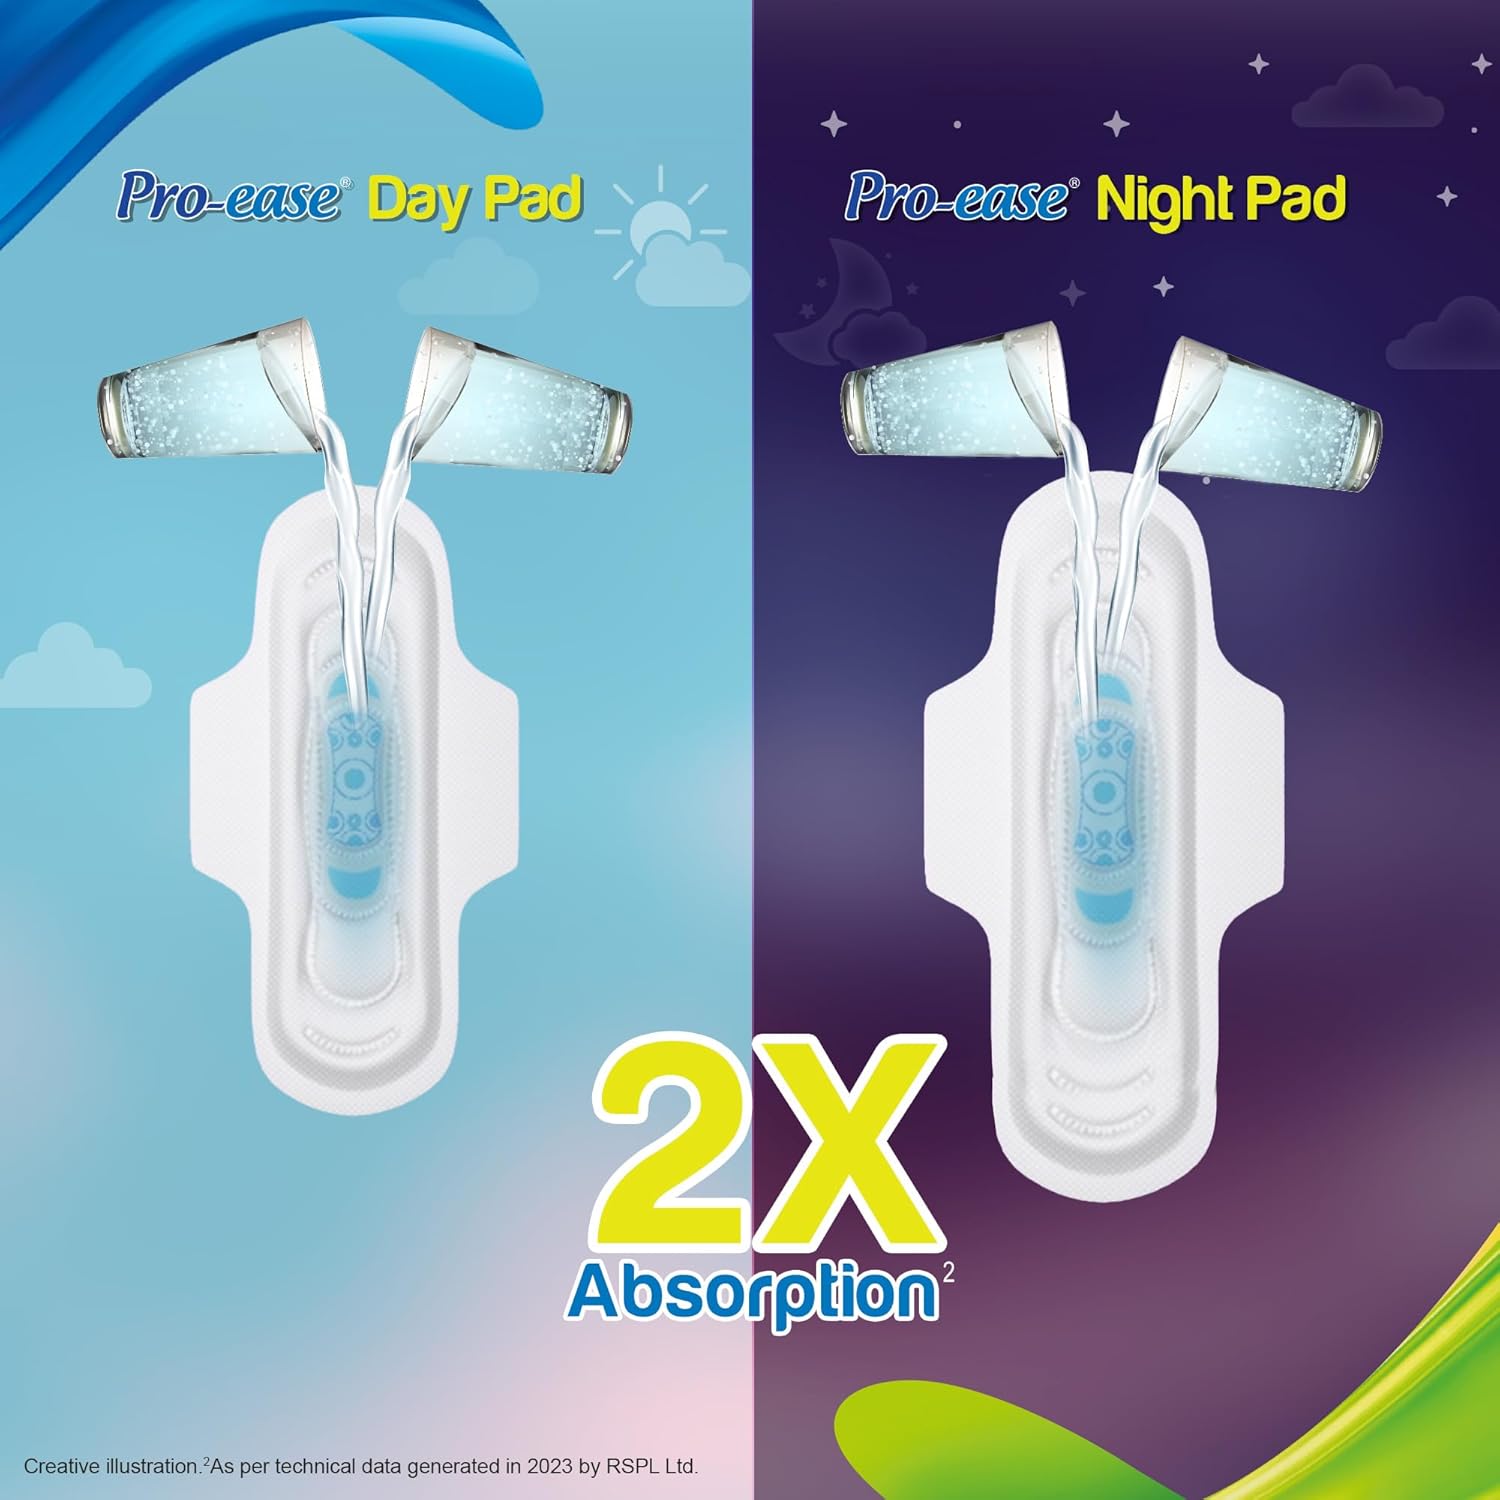 Pro-ease® Day Pad
Pro-ease® Night Pad
2X
Absorption²
Creative illustration.²As per technical data generated in 2023 by RSPL Ltd.